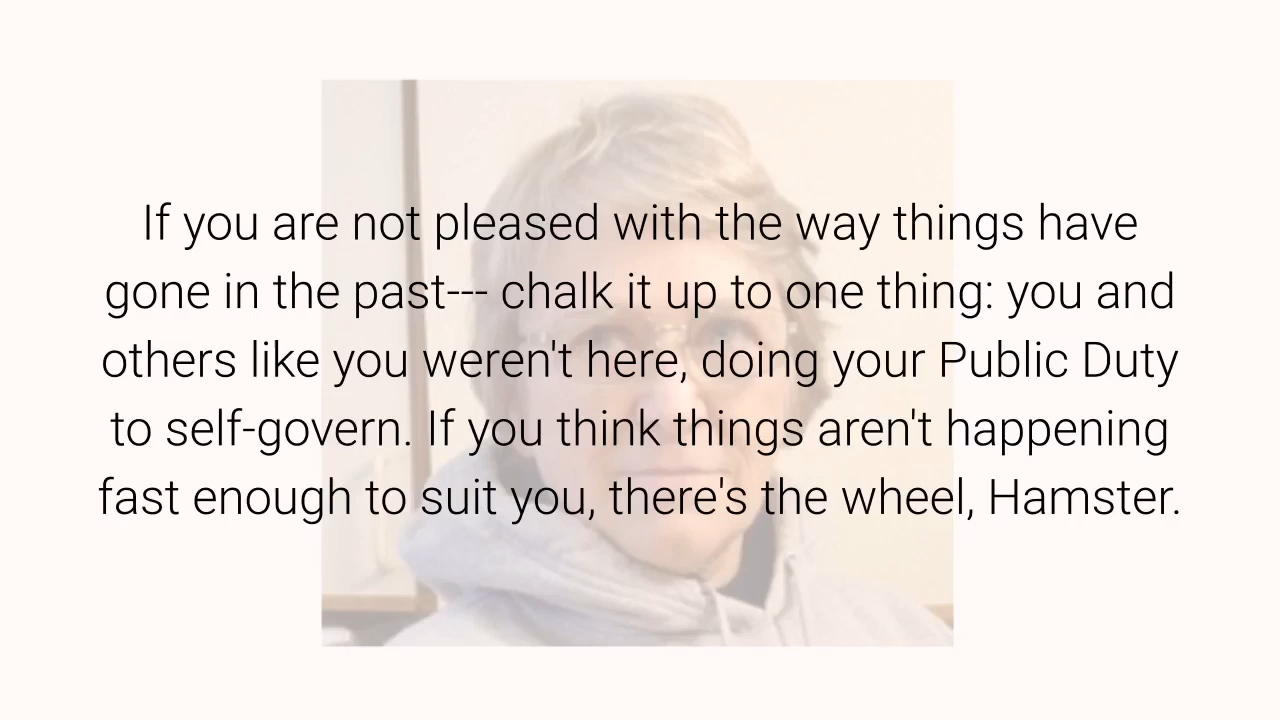 If you are not pleased with the way things have
gone in the past--- chalk it up to one thing: you and
others like you weren't here, doing your Public Duty
to self-govern. If you think things aren't happening
fast enough to suit you, there's the wheel, Hamster.